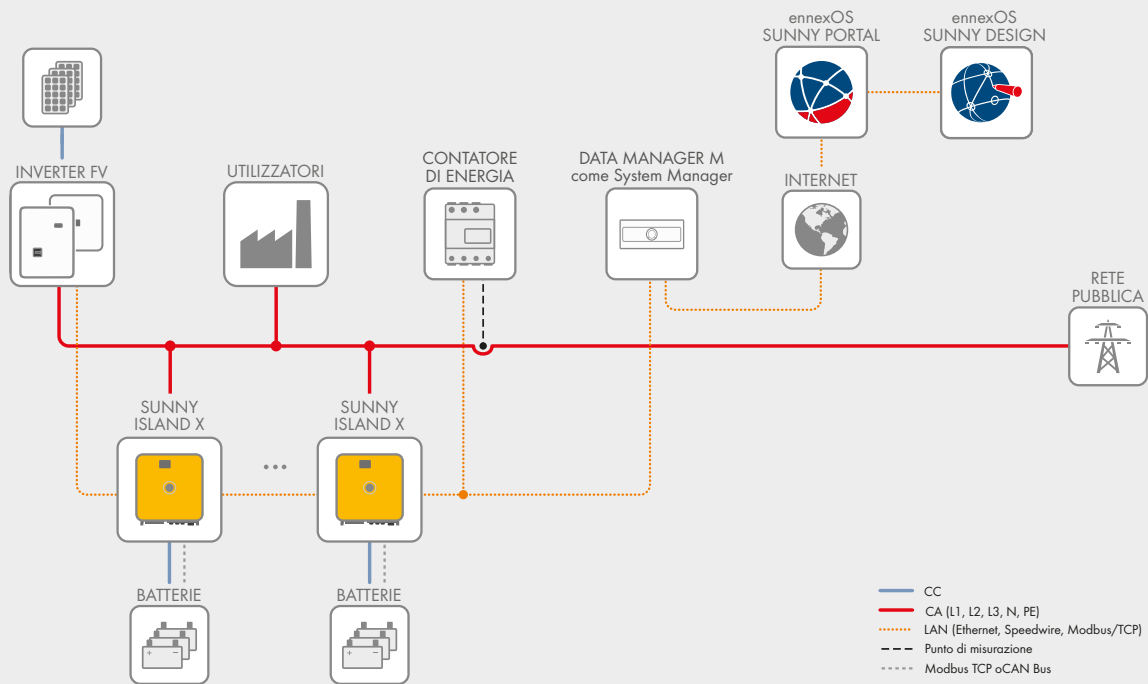 ennexOS
SUNNY PORTAL
ennexOS
SUNNY DESIGN
INVERTER FV
UTILIZZATORI
CONTATORE
DI ENERGIA
DATA MANAGER M
come System Manager
INTERNET
RETE
PUBBLICA
SUNNY
ISLAND X
SUNNY
ISLAND X
BATTERIE
BATTERIE
CC
CA (L1, L2, L3, N, PE)
LAN (Ethernet, Speedwire, Modbus/TCP)
Punto di misurazione
Modbus TCP oCAN Bus